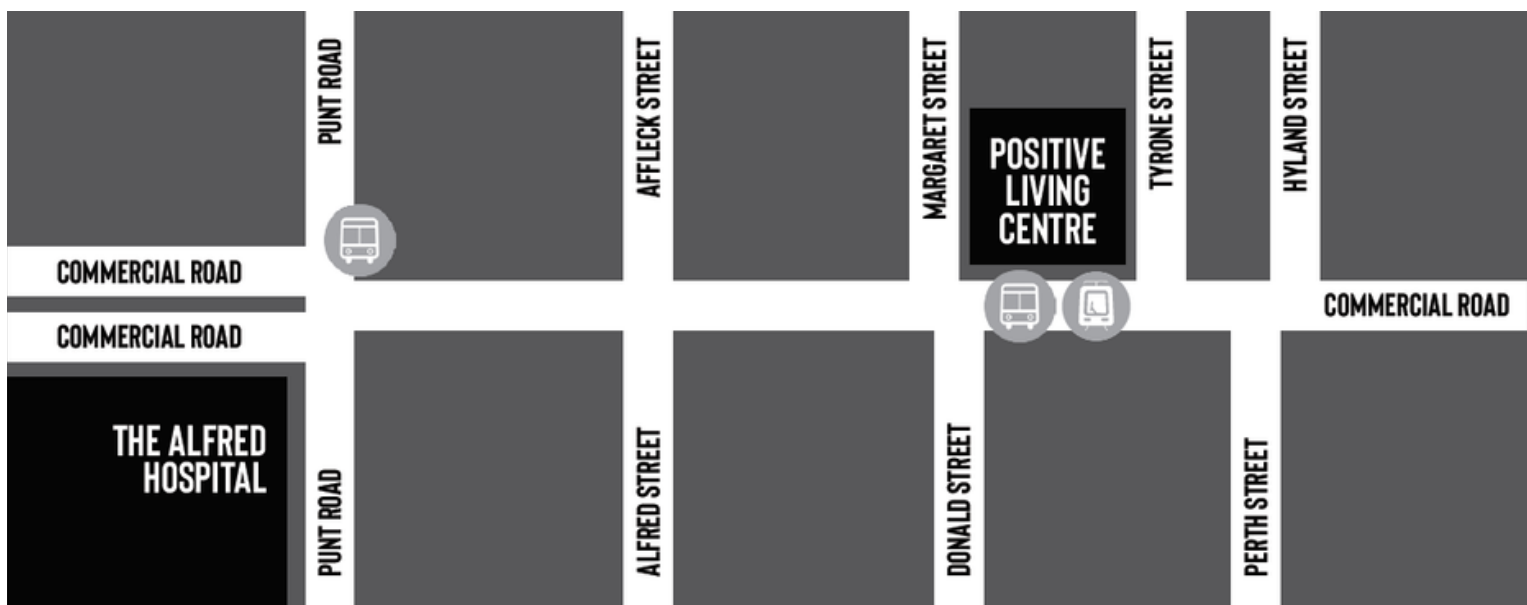 PUNT ROAD
AFFLECK STREET
MARGARET STREET
TYRONE STREET
HYLAND STREET
POSITIVE
LIVING
CENTRE
COMMERCIAL ROAD
COMMERCIAL ROAD
COMMERCIAL ROAD
THE ALFRED
HOSPITAL
PUNT ROAD
ALFRED STREET
DONALD STREET
PERTH STREET